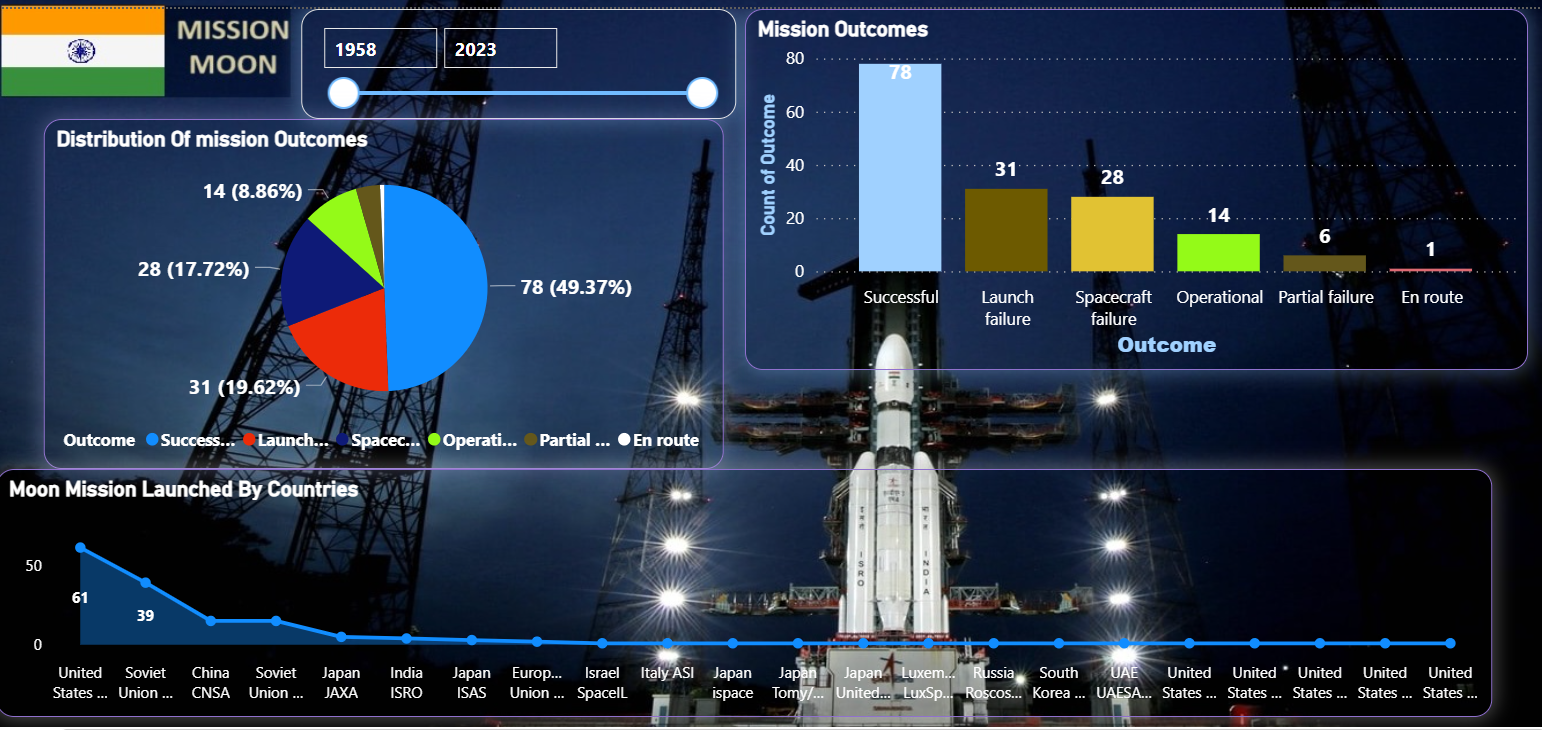 MISSION
MOON
1958
2023
Distribution Of mission Outcomes
14 (8.86%)
28 (17.72%)
78 (49.37%)
31 (19.62%)
Outcome
Success...
Launch...
Spacec...
Operati...
Partial ...
En route
Mission Outcomes
Count of Outcome
80
60
40
20
0
78
31
28
14
6
1
Successful
Launch
failure
Spacecraft
failure
Operational
Partial failure
En route
Outcome
Moon Mission Launched By Countries
50
0
61
39
United
States ...
Soviet
Union ...
China
CNSA
Soviet
Union ...
Japan
JAXA
India
ISRO
Japan
ISAS
Europ...
Union ...
Israel
SpaceIL
Italy ASI
Japan
ispace
Japan
Tomy/...
Japan
United...
Luxem...
LuxSp...
Russia
Roscos...
South
Korea ...
UAE
UAESA...
United
States ...
United
States ...
United
States ...
United
States ...
United
States ...
ISRO
INDIA